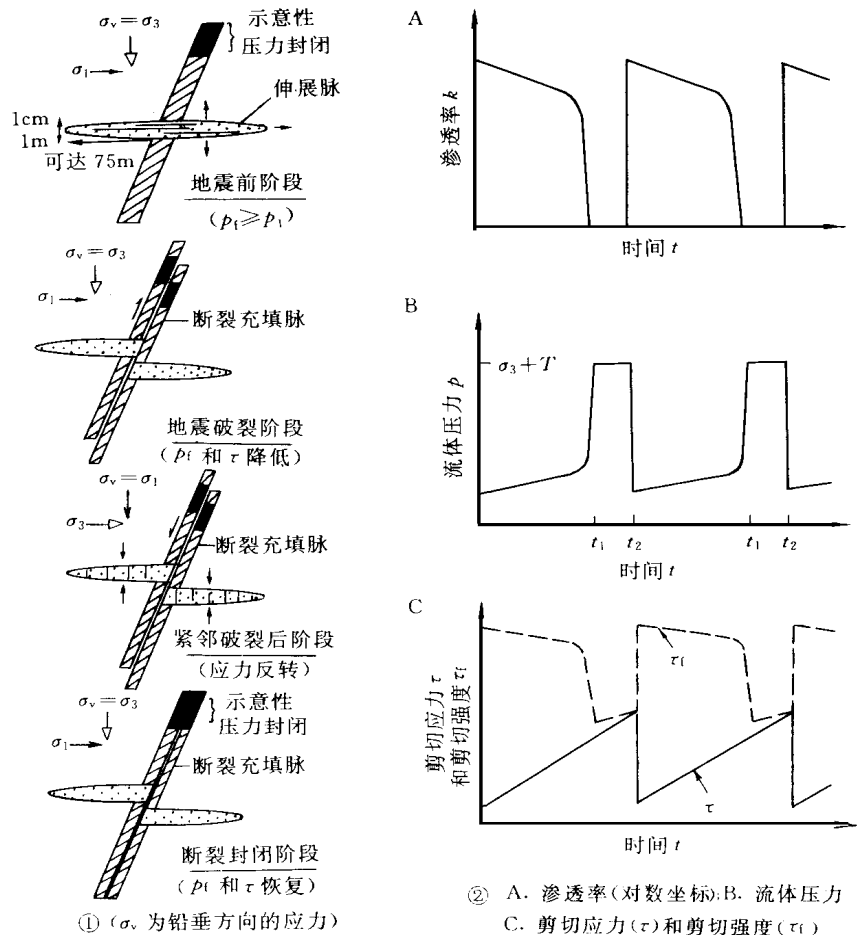 σv=σ3
示意性
压力封闭
σ1
伸展脉
1cm
1m
可达 75m
地震前阶段
(pf⩾p1)
σv=σ3
σ1
断裂充填脉
地震破裂阶段
(pf 和 τ 降低)
σv=σ1
σ3
断裂充填脉
紧邻破裂后阶段
(应力反转)
σv=σ3
示意性
压力封闭
σ1
断裂充填脉
断裂封闭阶段
(pf 和 τ 恢复)
① (σv 为铅垂方向的应力)
A
渗透率 k
时间 t
B
σ3+T
流体压力 p
t1 t2 t1 t2
时间 t
C
τf
剪切应力 τ
和剪切强度 τf
τ
时间 t
② A. 渗透率(对数坐标);B. 流体压力
C. 剪切应力(τ)和剪切强度(τf)